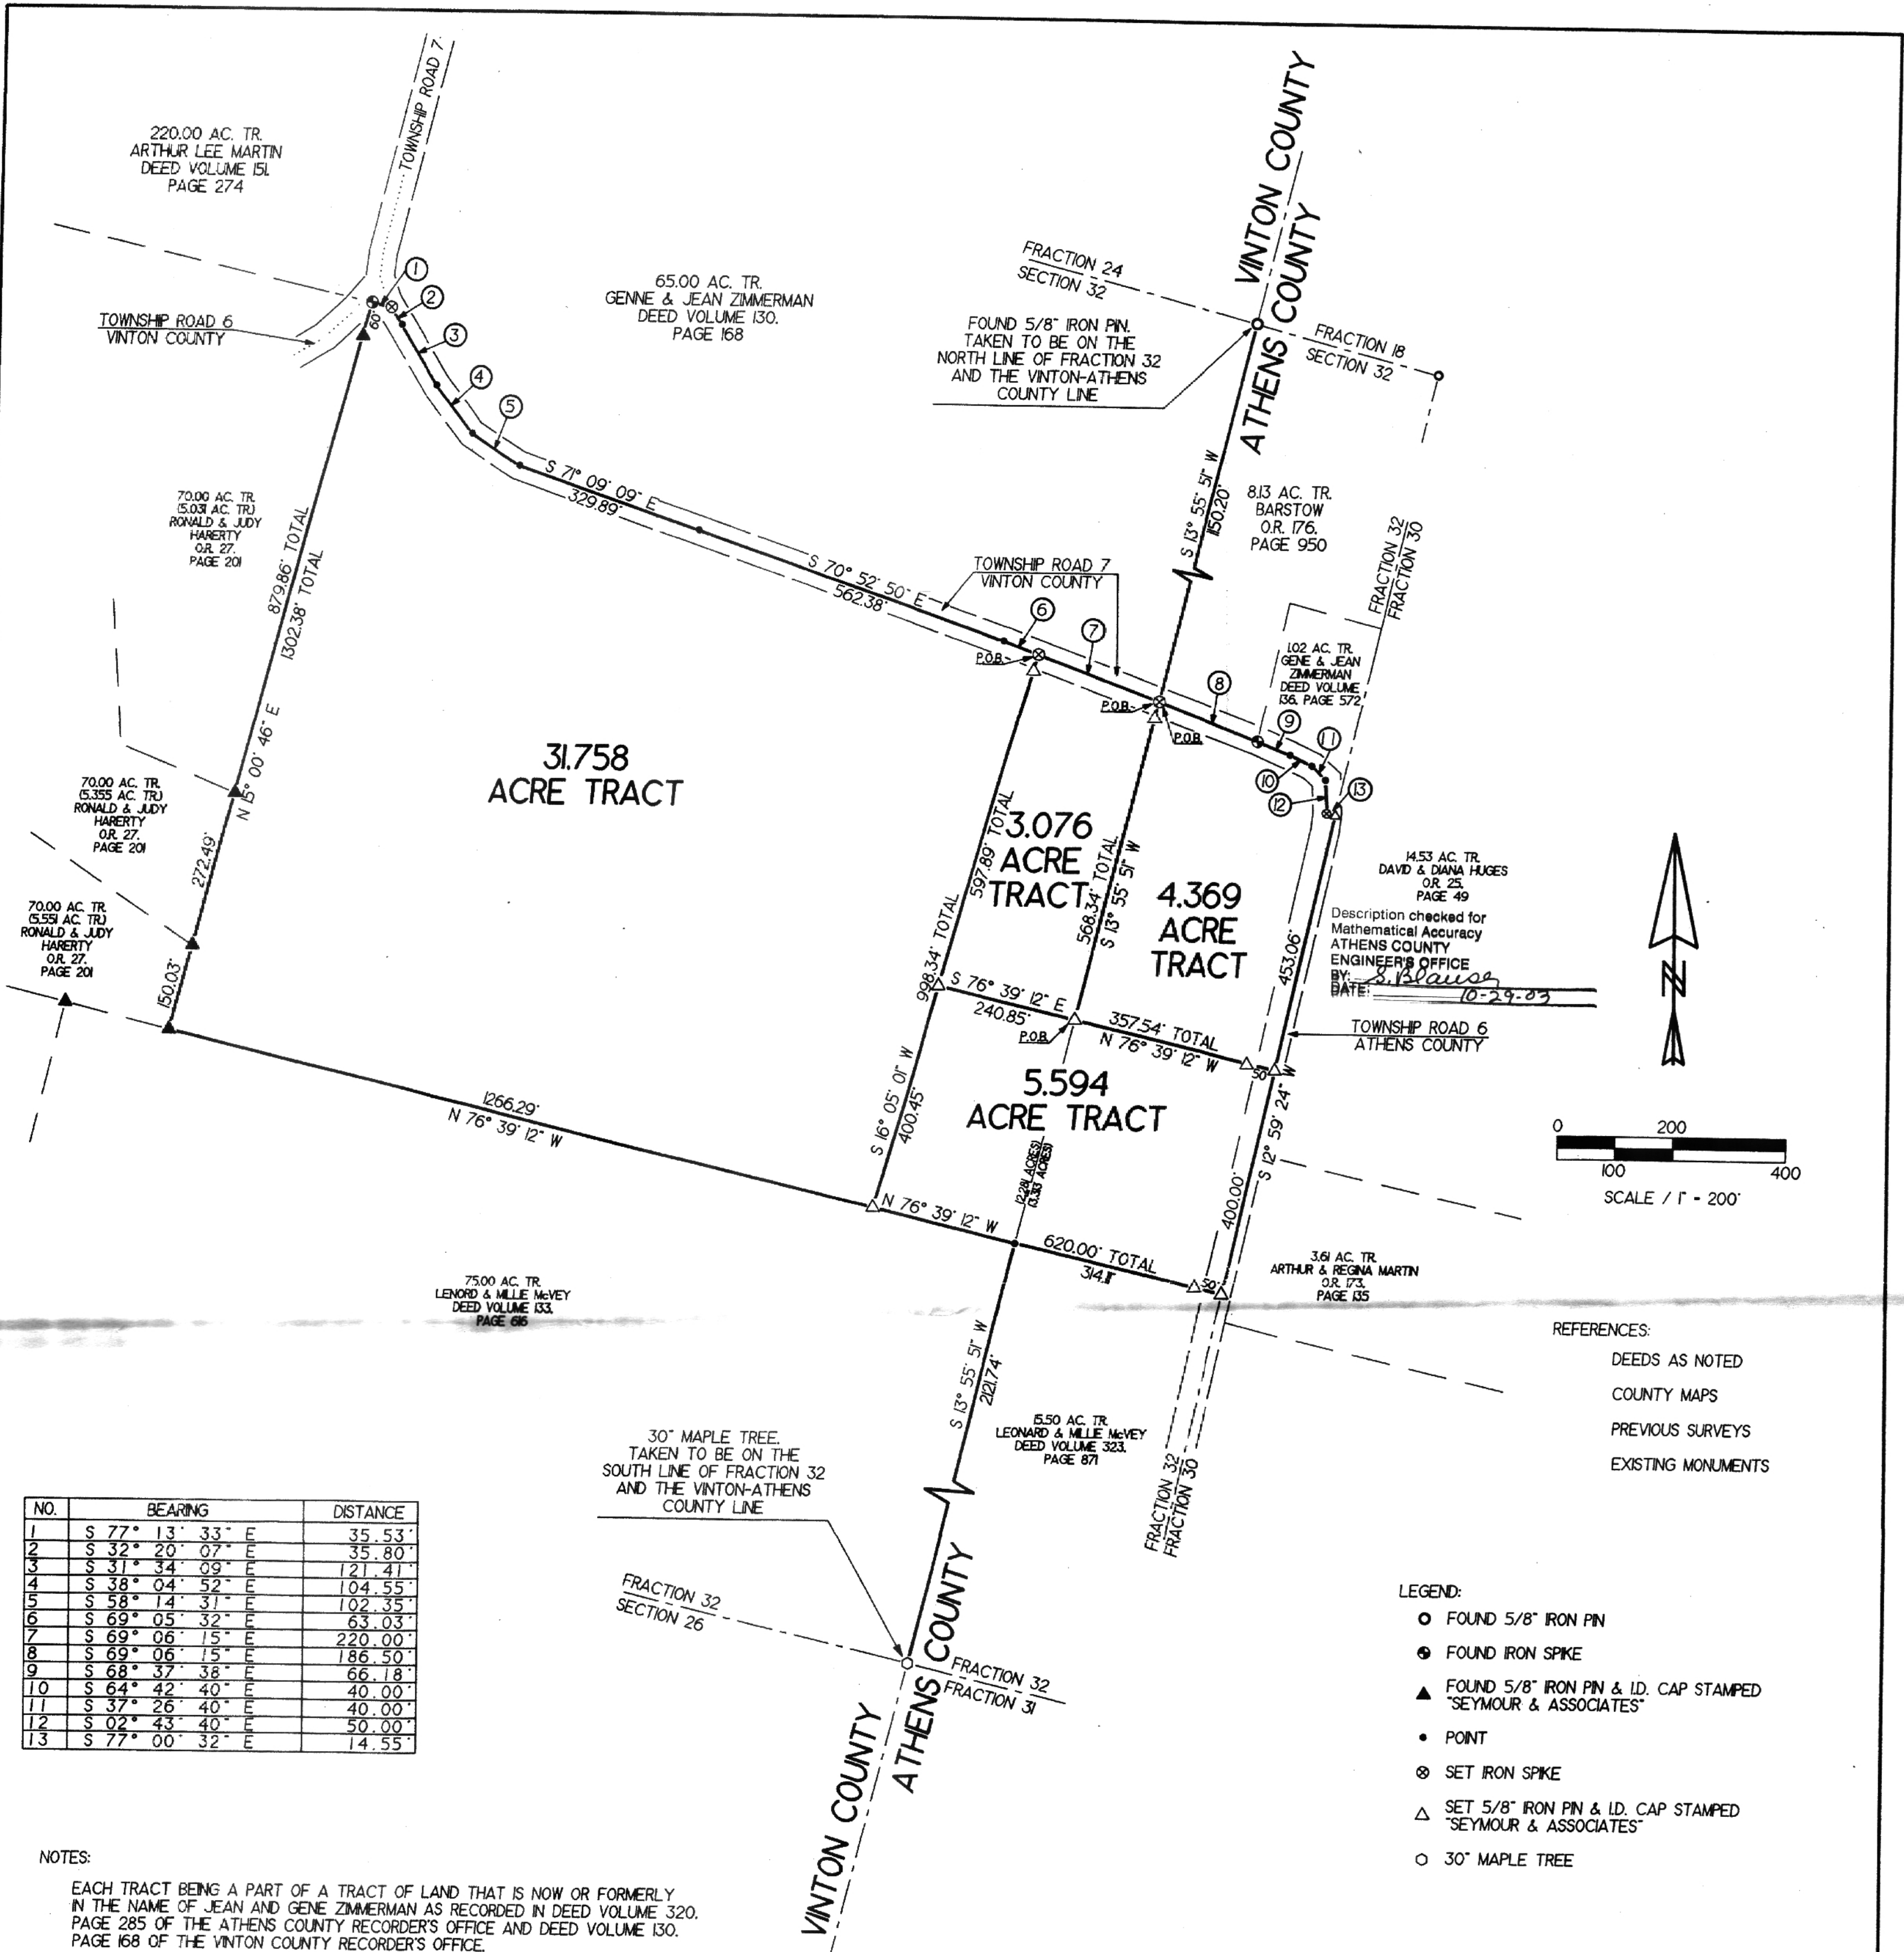 TOWNSHIP ROAD 7
220.00 AC. TR.
ARTHUR LEE MARTIN
DEED VOLUME 151.
PAGE 274
TOWNSHIP ROAD 6
VINTON COUNTY
60'
1
2
3
4
5
65.00 AC. TR.
GENNE & JEAN ZIMMERMAN
DEED VOLUME 130.
PAGE 168
VINTON COUNTY
ATHENS COUNTY
FRACTION 24
SECTION 32
FRACTION 18
SECTION 32
FOUND 5/8" IRON PIN.
TAKEN TO BE ON THE
NORTH LINE OF FRACTION 32
AND THE VINTON-ATHENS
COUNTY LINE
S 13° 55' 51" W
1150.20'
8.13 AC. TR.
BARSTOW
O.R. 176.
PAGE 950
FRACTION 32
FRACTION 30
70.00 AC. TR.
(5.031 AC. TR.)
RONALD & JUDY
HARERTY
O.R. 27.
PAGE 201
879.86' TOTAL
1302.38' TOTAL
N 15° 00' 46" E
S 71° 09' 09" E
329.89'
S 70° 52' 50" E
562.38'
TOWNSHIP ROAD 7
VINTON COUNTY
6
7
8
9
10
11
12
13
P.O.B.
P.O.B.
P.O.B.
1.02 AC. TR.
GENE & JEAN
ZIMMERMAN
DEED VOLUME
136. PAGE 572
31.758
ACRE TRACT
3.076
ACRE
TRACT
4.369
ACRE
TRACT
597.89' TOTAL
998.34' TOTAL
568.34' TOTAL
S 13° 55' 51" W
70.00 AC. TR.
(5.355 AC. TR.)
RONALD & JUDY
HARERTY
O.R. 27.
PAGE 201
272.49'
70.00 AC. TR.
(5.551 AC. TR.)
RONALD & JUDY
HARERTY
O.R. 27.
PAGE 201
150.03'
14.53 AC. TR.
DAVID & DIANA HUGES
O.R. 25.
PAGE 49
Description checked for
Mathematical Accuracy
ATHENS COUNTY
ENGINEER'S OFFICE
BY: S. Blauser
DATE: 10-29-03
453.06'
TOWNSHIP ROAD 6
ATHENS COUNTY
N
S 76° 39' 12" E
240.85'
P.O.B.
357.54' TOTAL
N 76° 39' 12" W
50'
5.594
ACRE TRACT
S 16° 05' 01" W
400.45'
S 12° 59' 24" W
400.00'
0 200
100 400
SCALE / 1" = 200'
1266.29'
N 76° 39' 12" W
N 76° 39' 12" W
620.00' TOTAL
50'
75.00 AC. TR.
LENORD & MILLIE McVEY
DEED VOLUME 133.
PAGE 616
3.61 AC. TR.
ARTHUR & REGINA MARTIN
O.R. 173.
PAGE 135
S 13° 55' 51" W
2121.74'
REFERENCES:
DEEDS AS NOTED
COUNTY MAPS
PREVIOUS SURVEYS
EXISTING MONUMENTS
15.50 AC. TR.
LEONARD & MILLIE McVEY
DEED VOLUME 323.
PAGE 871
30" MAPLE TREE.
TAKEN TO BE ON THE
SOUTH LINE OF FRACTION 32
AND THE VINTON-ATHENS
COUNTY LINE
FRACTION 32
FRACTION 30
FRACTION 32
SECTION 26
FRACTION 32
FRACTION 31
VINTON COUNTY
ATHENS COUNTY
NO. BEARING DISTANCE
1 S 77° 13' 33" E 35.53'
2 S 32° 20' 07" E 35.80'
3 S 31° 34' 09" E 121.41'
4 S 38° 04' 52" E 104.55'
5 S 58° 14' 31" E 102.35'
6 S 69° 05' 32" E 63.03'
7 S 69° 06' 15" E 220.00'
8 S 69° 06' 15" E 186.50'
9 S 68° 37' 38" E 66.18'
10 S 64° 42' 40" E 40.00'
11 S 37° 26' 40" E 40.00'
12 S 02° 43' 40" E 50.00'
13 S 77° 00' 32" E 14.55'
LEGEND:
FOUND 5/8" IRON PIN
FOUND IRON SPIKE
FOUND 5/8" IRON PIN & I.D. CAP STAMPED
"SEYMOUR & ASSOCIATES"
POINT
SET IRON SPIKE
SET 5/8" IRON PIN & I.D. CAP STAMPED
"SEYMOUR & ASSOCIATES"
30" MAPLE TREE
NOTES:
EACH TRACT BEING A PART OF A TRACT OF LAND THAT IS NOW OR FORMERLY
IN THE NAME OF JEAN AND GENE ZIMMERMAN AS RECORDED IN DEED VOLUME 320.
PAGE 285 OF THE ATHENS COUNTY RECORDER'S OFFICE AND DEED VOLUME 130.
PAGE 168 OF THE VINTON COUNTY RECORDER'S OFFICE.